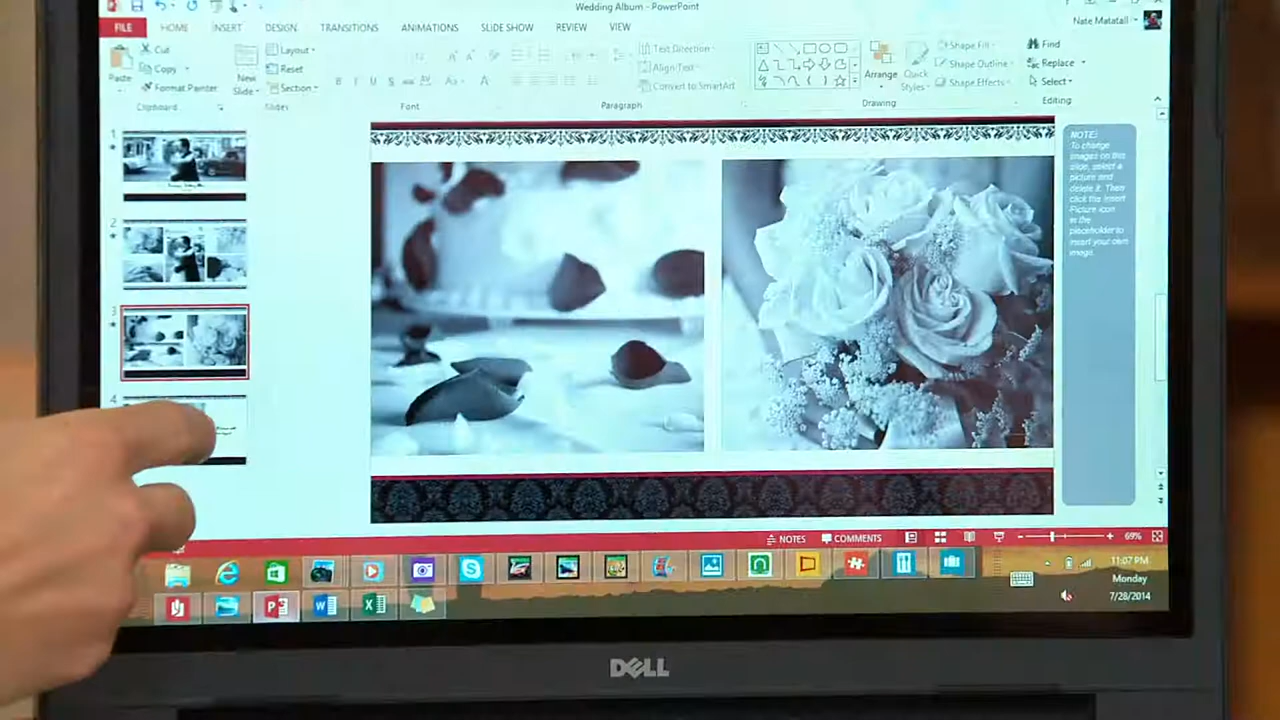 Wedding Album - PowerPoint
FILE HOME INSERT DESIGN TRANSITIONS ANIMATIONS SLIDE SHOW REVIEW VIEW
Nate Matatall
Paste
Cut
Copy
Format Painter
New Slide
Layout
Reset
Section
Text Direction
Align Text
Convert to SmartArt
Arrange
Quick Styles
Shape Fill
Shape Outline
Shape Effects
Find
Replace
Select
Clipboard Slides Font Paragraph Drawing Editing
1
2
3
4
NOTE:
To change
images on this
slide, select a
picture and
delete it. Then
click the Insert
Picture icon
in the
placeholder to
insert your own
image.
NOTES COMMENTS 69%
11:07 PM
Monday
7/28/2014
DELL